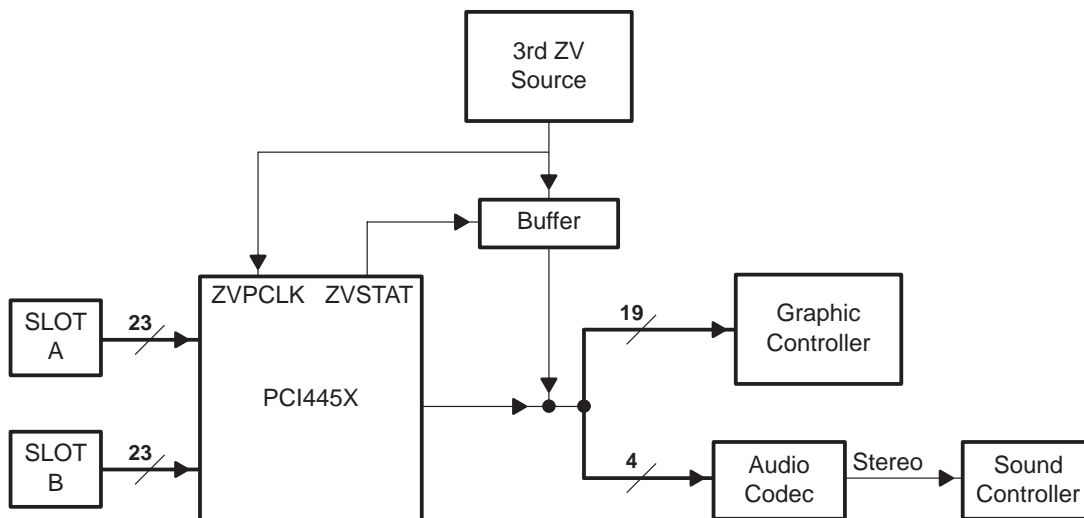 3rd ZV
Source
Buffer
ZVPCLK ZVSTAT
SLOT
A
23
PCI445X
SLOT
B
23
19
Graphic
Controller
4
Audio
Codec
Stereo
Sound
Controller